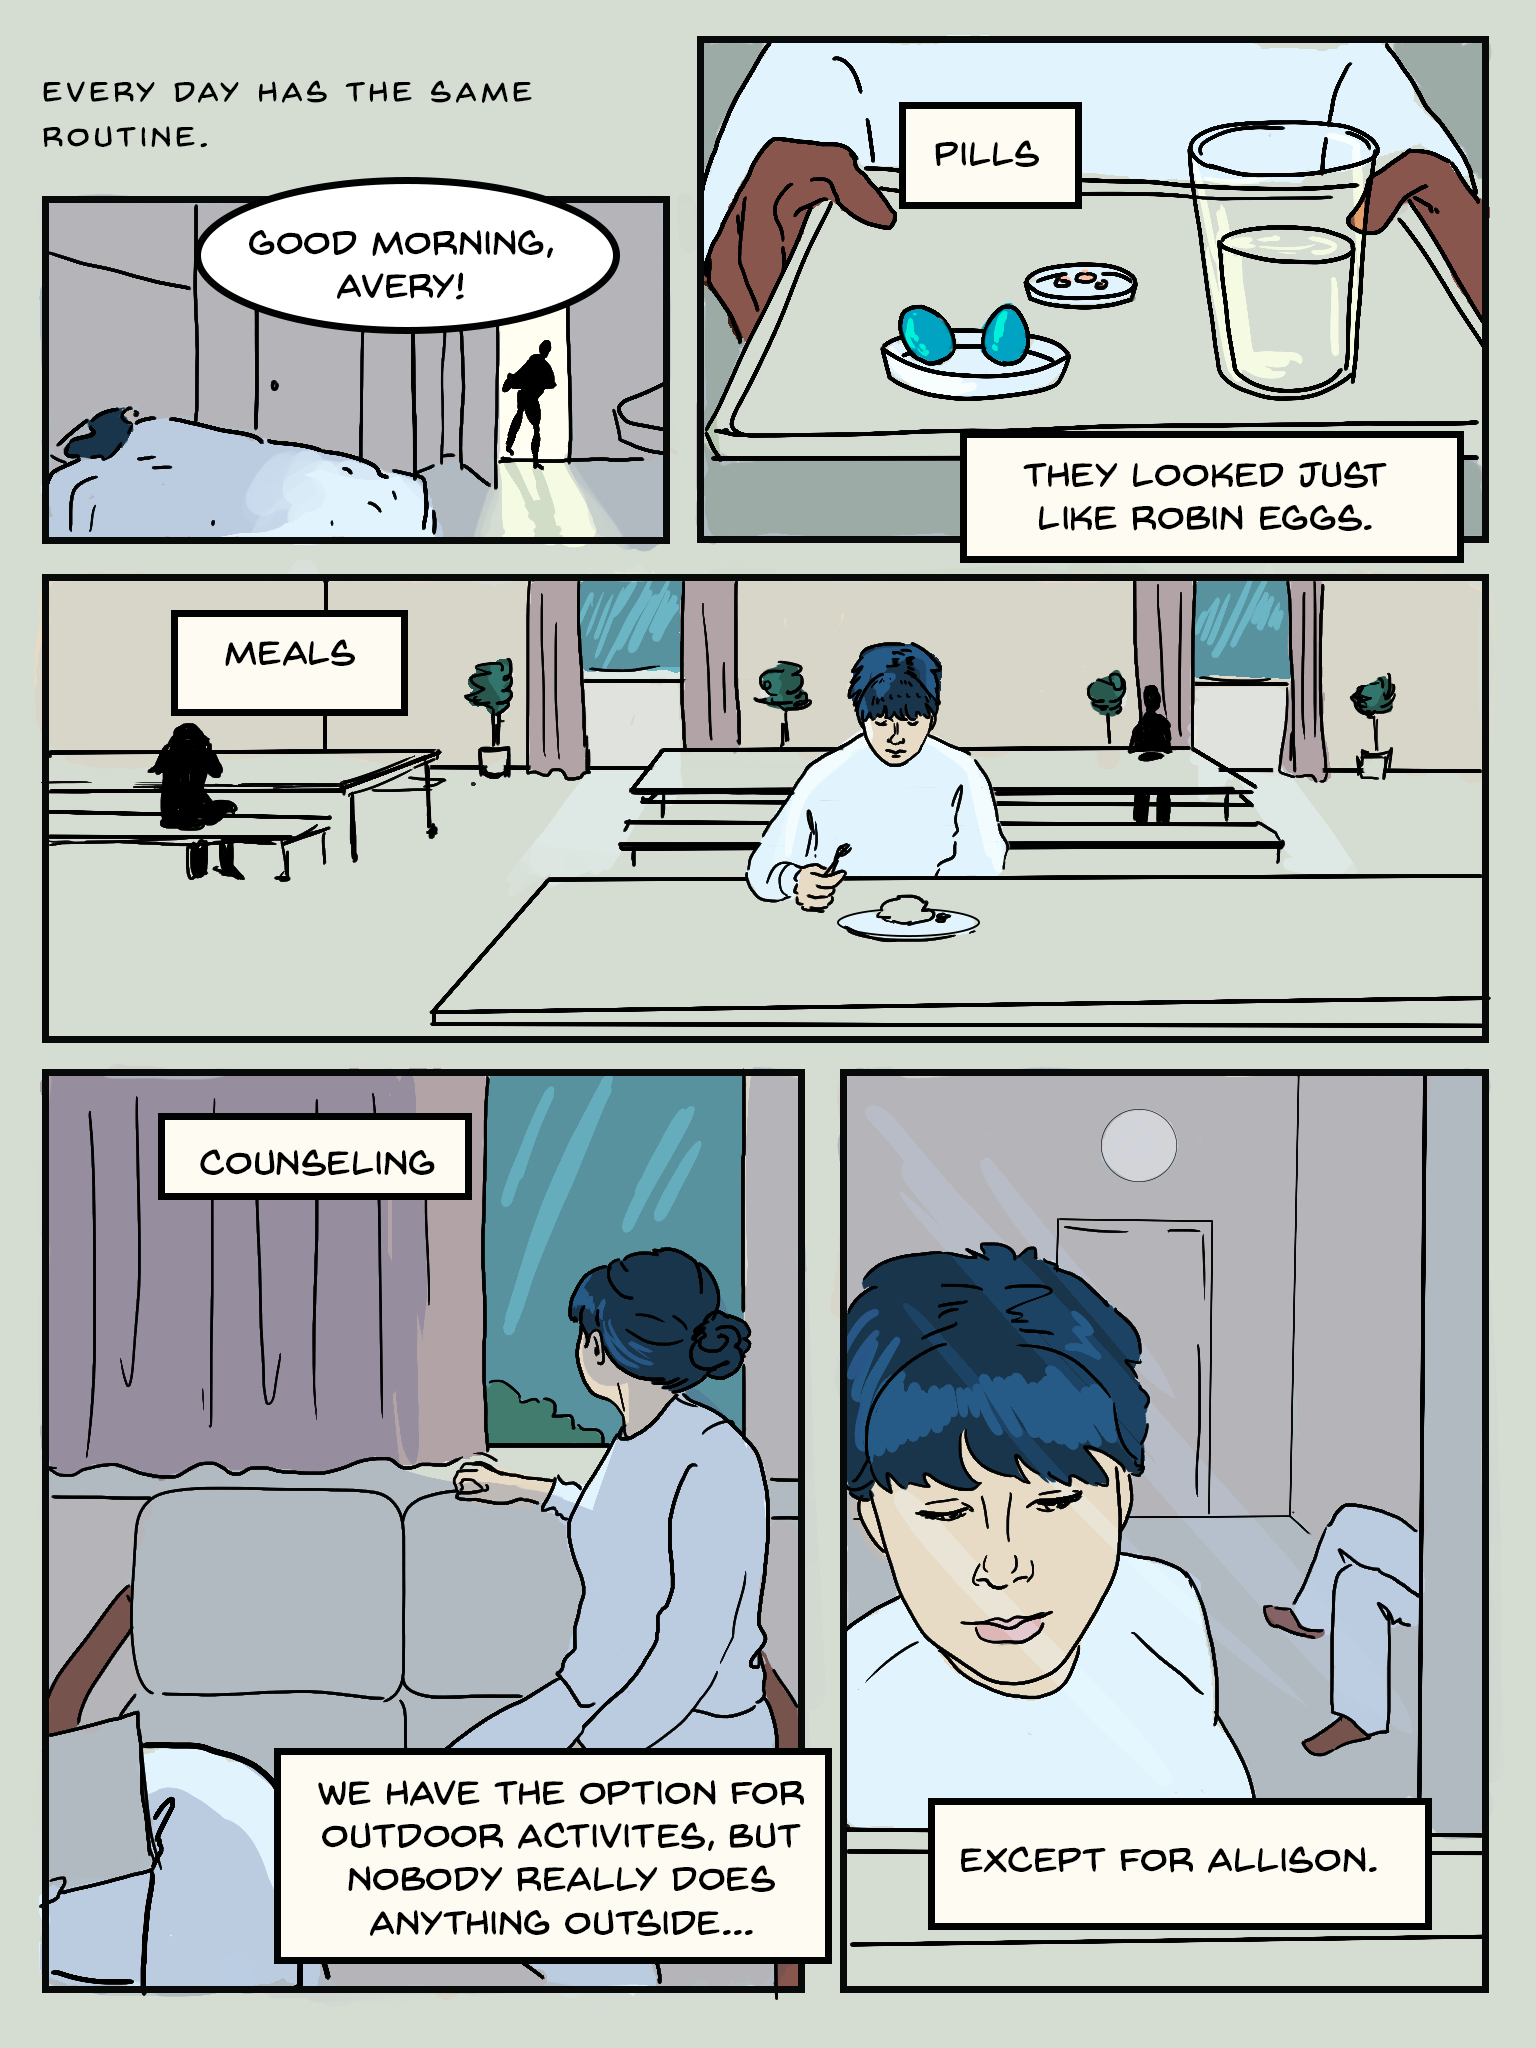 EVERY DAY HAS THE SAME
ROUTINE.
GOOD MORNING,
AVERY!
PILLS
THEY LOOKED JUST
LIKE ROBIN EGGS.
MEALS
COUNSELING
WE HAVE THE OPTION FOR
OUTDOOR ACTIVITES, BUT
NOBODY REALLY DOES
ANYTHING OUTSIDE...
EXCEPT FOR ALLISON.